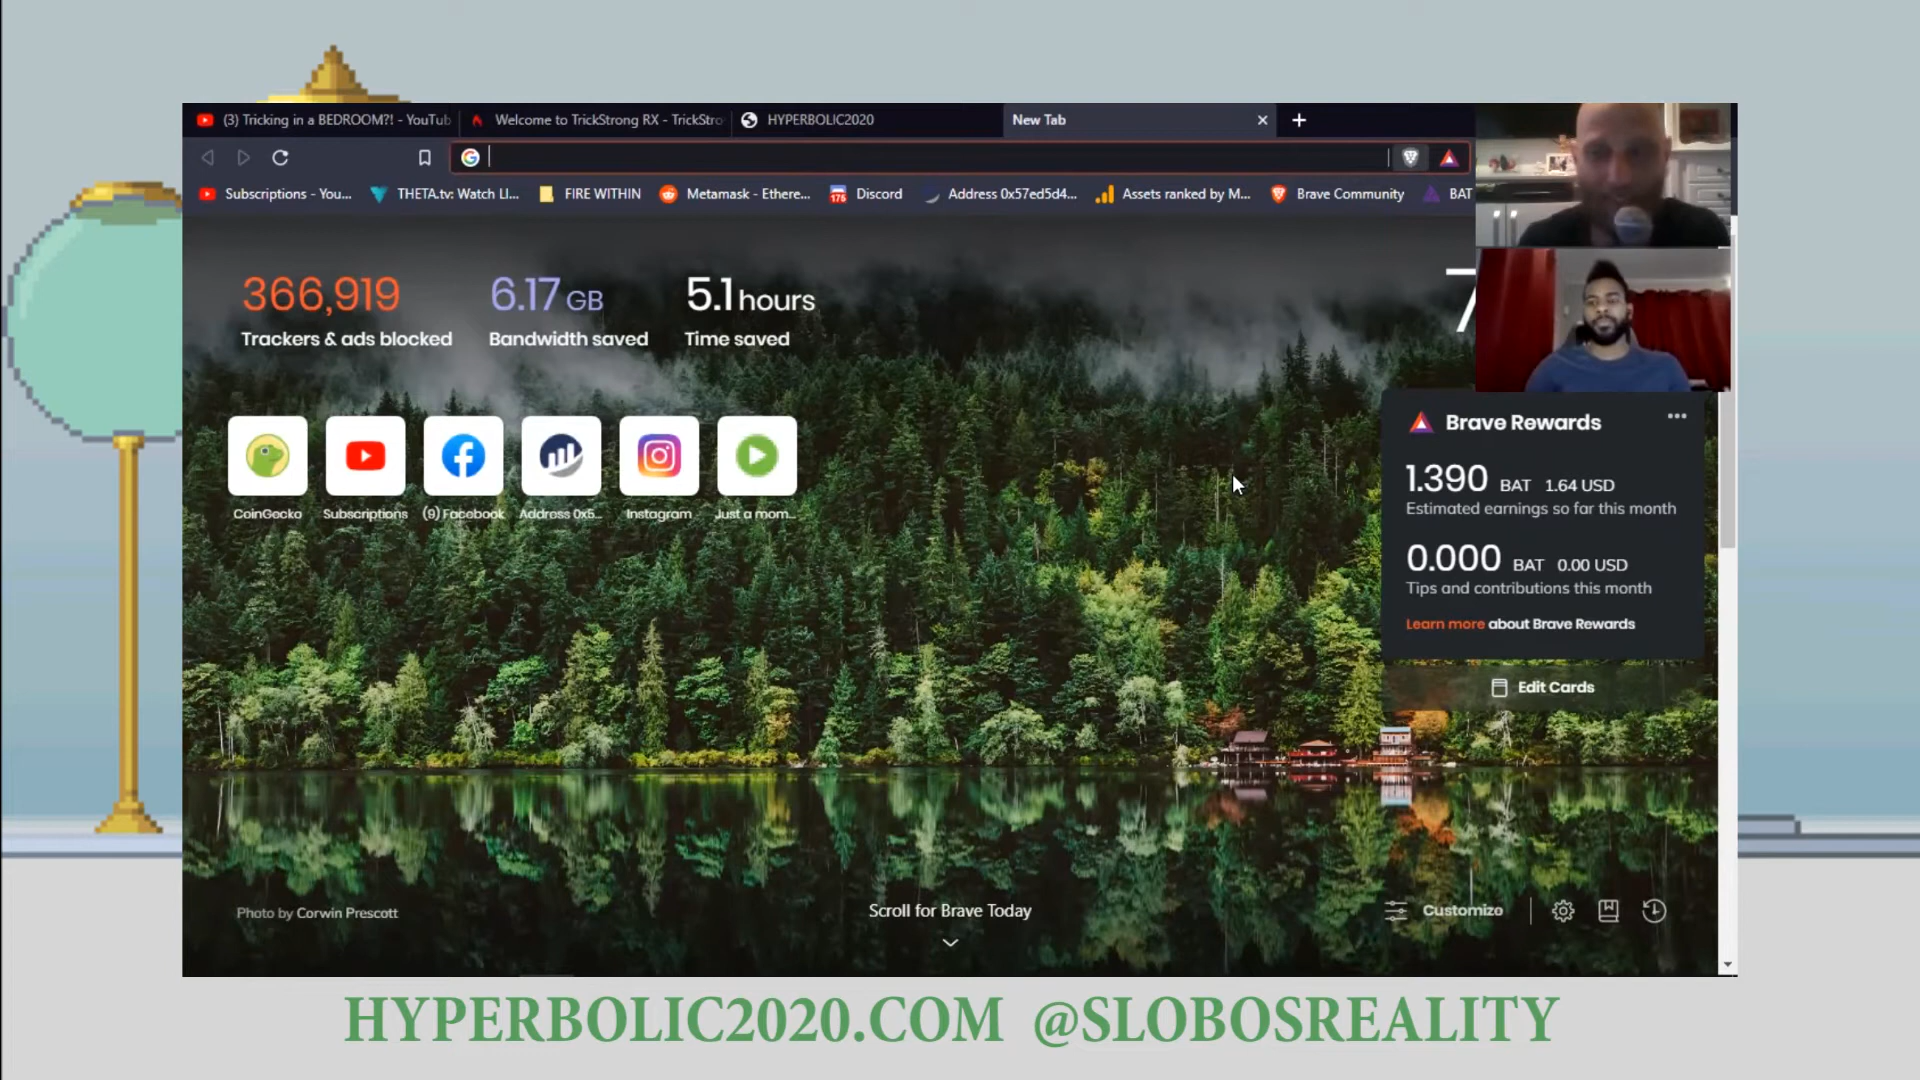 (3) Tricking in a BEDROOM?! - YouTub
Welcome to TrickStrong RX - TrickStro
HYPERBOLIC2020
New Tab
Subscriptions - You...
THETA.tv: Watch LI...
FIRE WITHIN
Metamask - Ethere...
175
Discord
Address 0x57ed5d4...
Assets ranked by M...
Brave Community
BAT
366,919
Trackers & ads blocked
6.17 GB
Bandwidth saved
5.1 hours
Time saved
7
CoinGecko
Subscriptions
(9) Facebook
Address 0x5...
Instagram
Just a mom...
Brave Rewards
1.390 BAT 1.64 USD
Estimated earnings so far this month
0.000 BAT 0.00 USD
Tips and contributions this month
Learn more about Brave Rewards
Edit Cards
Photo by Corwin Prescott
Scroll for Brave Today
Customize
HYPERBOLIC2020.COM @SLOBOSREALITY